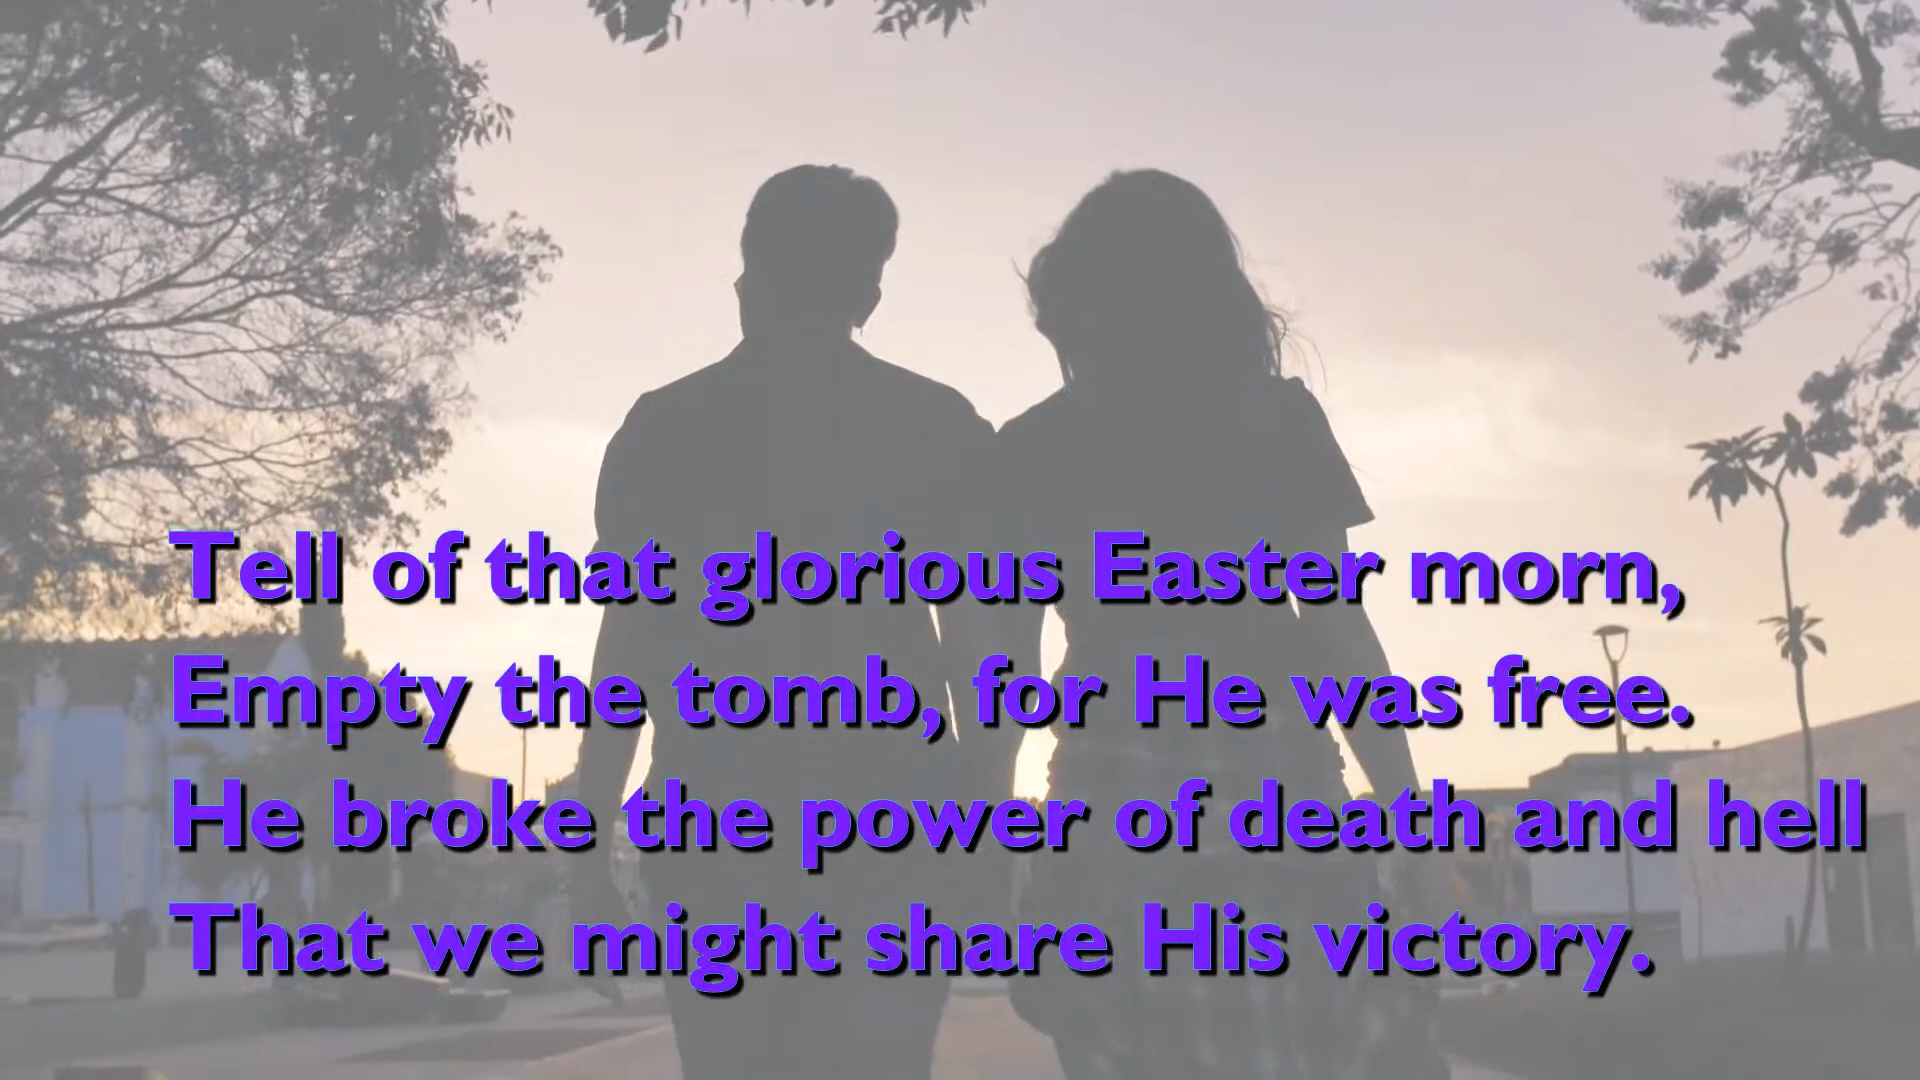 Tell of that glorious Easter morn,
Empty the tomb, for He was free.
He broke the power of death and hell
That we might share His victory.